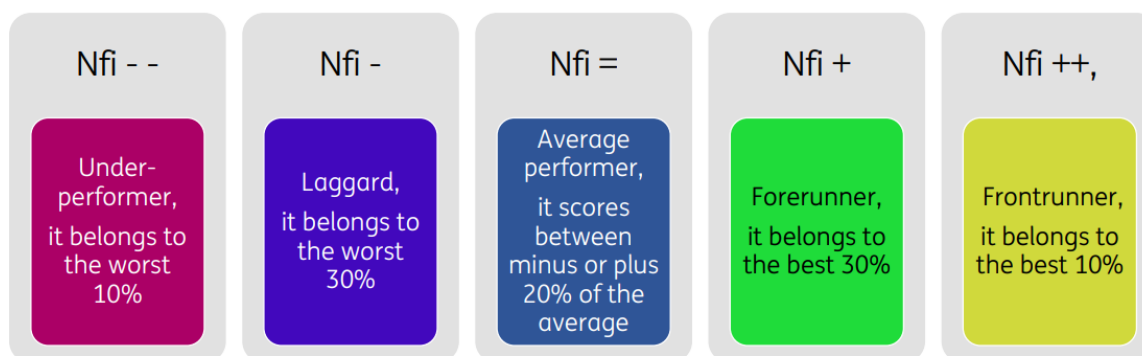 Nfi - -
Under-
performer,
it belongs to
the worst
10%
Nfi -
Laggard,
it belongs to
the worst
30%
Nfi =
Average
performer,
it scores
between
minus or plus
20% of the
average
Nfi +
Forerunner,
it belongs to
the best 30%
Nfi ++,
Frontrunner,
it belongs to
the best 10%